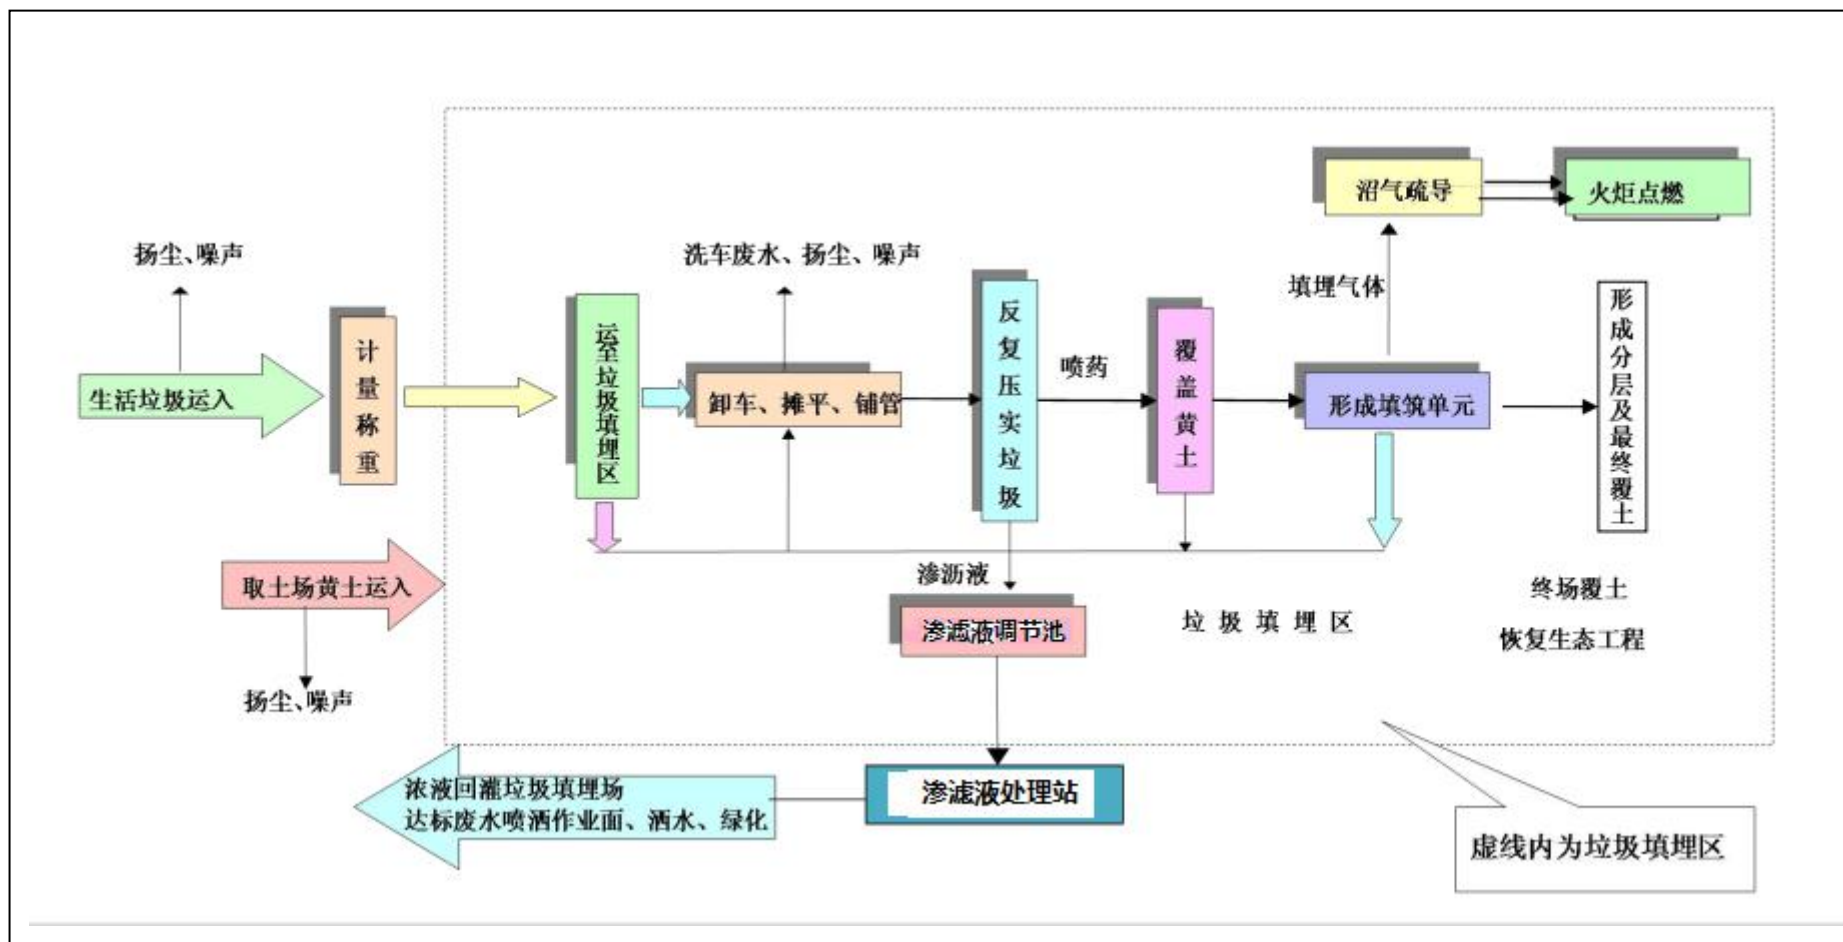 沼气疏导
火炬点燃
扬尘、噪声
洗车废水、扬尘、噪声
填埋气体
生活垃圾运入
计量称重
运至垃圾填埋区
卸车、摊平、铺管
反复压实垃圾
喷药
覆盖黄土
形成填筑单元
形成分层及最终覆土
取土场黄土运入
扬尘、噪声
渗沥液
渗滤液调节池
垃圾填埋区
终场覆土
恢复生态工程
浓液回灌垃圾填埋场
达标废水喷洒作业面、洒水、绿化
渗滤液处理站
虚线内为垃圾填埋区